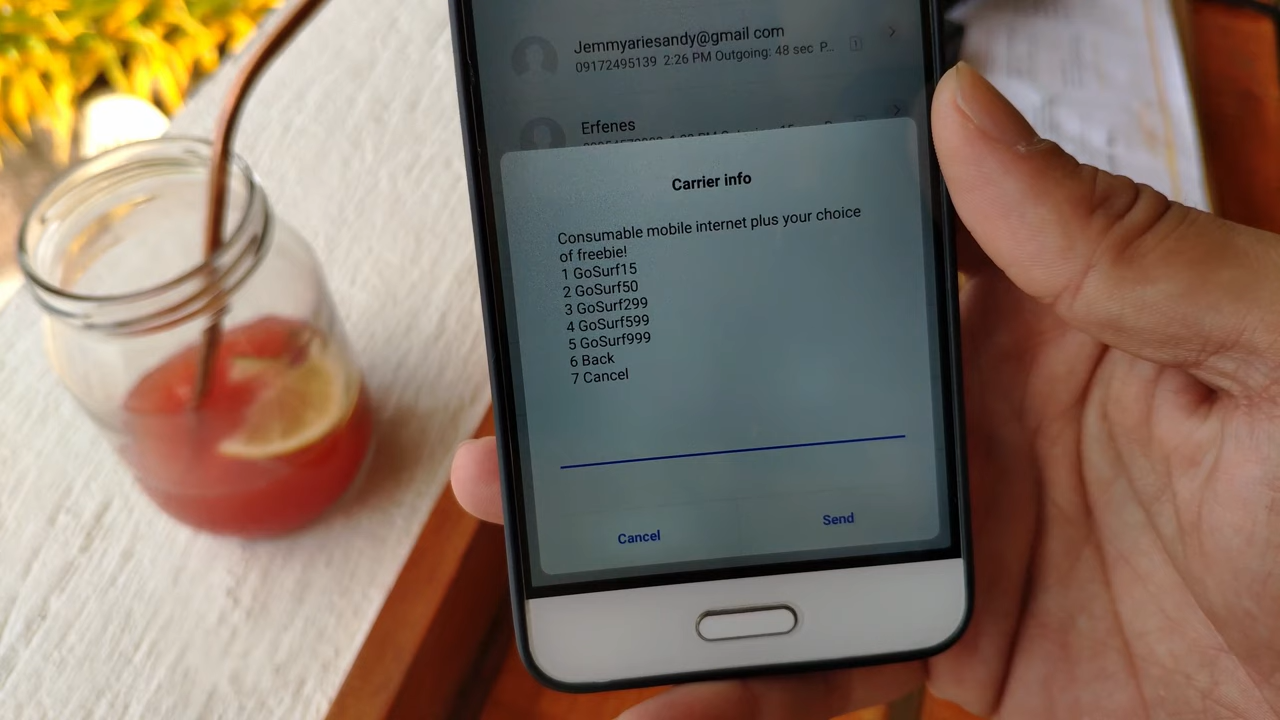 Jemmyariesandy@gmail com
09172495139 2:26 PM Outgoing: 48 sec P... 1
Erfenes
Carrier info
Consumable mobile internet plus your choice
of freebie!
1 GoSurf15
2 GoSurf50
3 GoSurf299
4 GoSurf599
5 GoSurf999
6 Back
7 Cancel
Cancel
Send